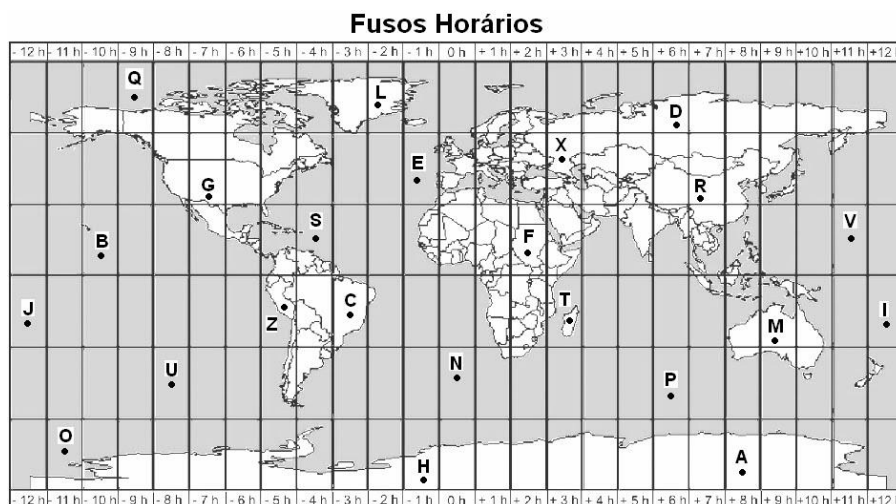 Fusos Horários
- 12 h - 11 h - 10 h - 9 h - 8 h - 7 h - 6 h - 5 h - 4 h - 3 h - 2 h - 1 h 0 h + 1 h + 2 h + 3 h + 4 h + 5 h + 6 h + 7 h + 8 h + 9 h +10 h +11 h +12 h
Q
L
D
X
E
G
R
S
V
B
F
J
Z
C
T
M
I
U
N
P
O
H
A
- 12 h - 11 h - 10 h - 9 h - 8 h - 7 h - 6 h - 5 h - 4 h - 3 h - 2 h - 1 h 0 h + 1 h + 2 h + 3 h + 4 h + 5 h + 6 h + 7 h + 8 h + 9 h +10 h +11 h +12